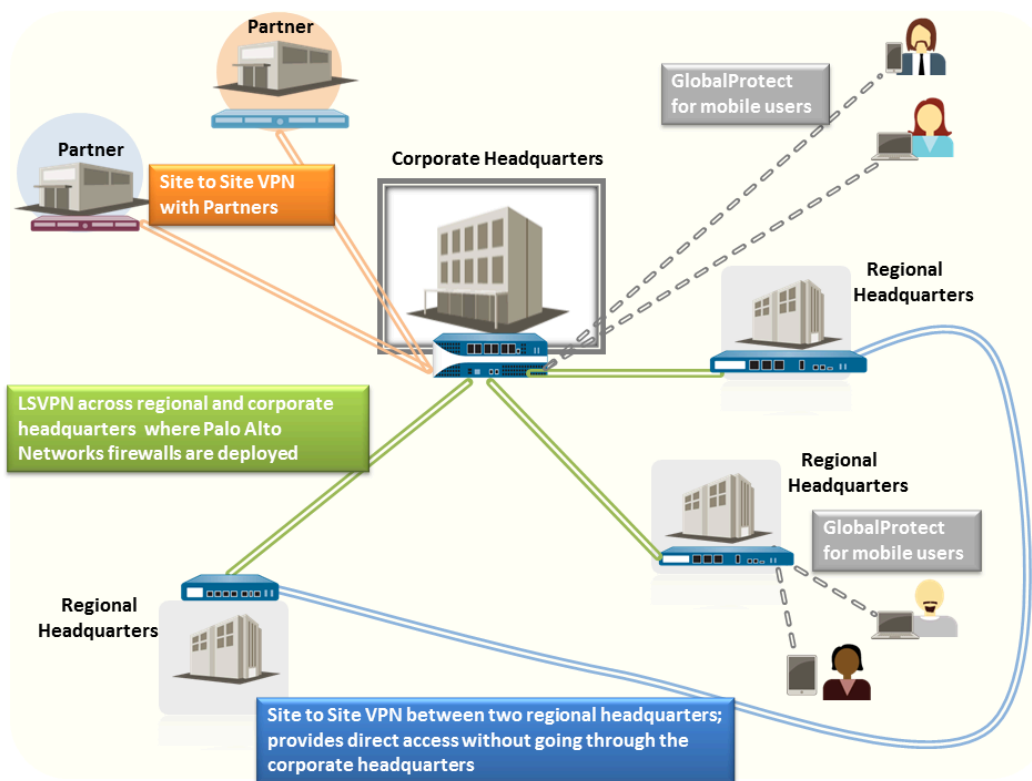 Partner
Partner
Site to Site VPN
with Partners
Corporate Headquarters
GlobalProtect
for mobile users
Regional
Headquarters
LSVPN across regional and corporate
headquarters where Palo Alto
Networks firewalls are deployed
Regional
Headquarters
GlobalProtect
for mobile users
Regional
Headquarters
Site to Site VPN between two regional headquarters;
provides direct access without going through the
corporate headquarters